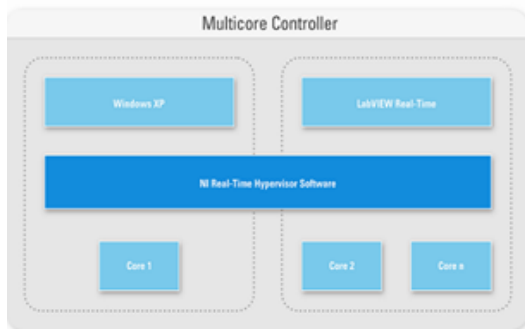 Multicore Controller
Windows XP
LabVIEW Real-Time
NI Real-Time Hypervisor Software
Core 1
Core 2
Core n